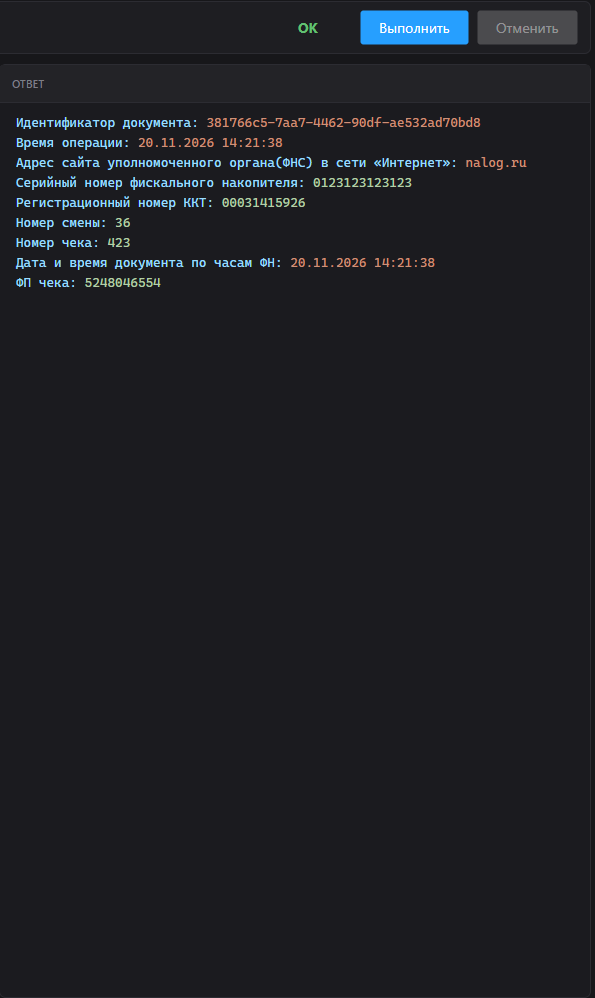 OK
Выполнить
Отменить
ОТВЕТ
Идентификатор документа: 381766c5-7aa7-4462-90df-ae532ad70bd8
Время операции: 20.11.2026 14:21:38
Адрес сайта уполномоченного органа(ФНС) в сети «Интернет»: nalog.ru
Серийный номер фискального накопителя: 0123123123123
Регистрационный номер ККТ: 00031415926
Номер смены: 36
Номер чека: 423
Дата и время документа по часам ФН: 20.11.2026 14:21:38
ФП чека: 5248046554